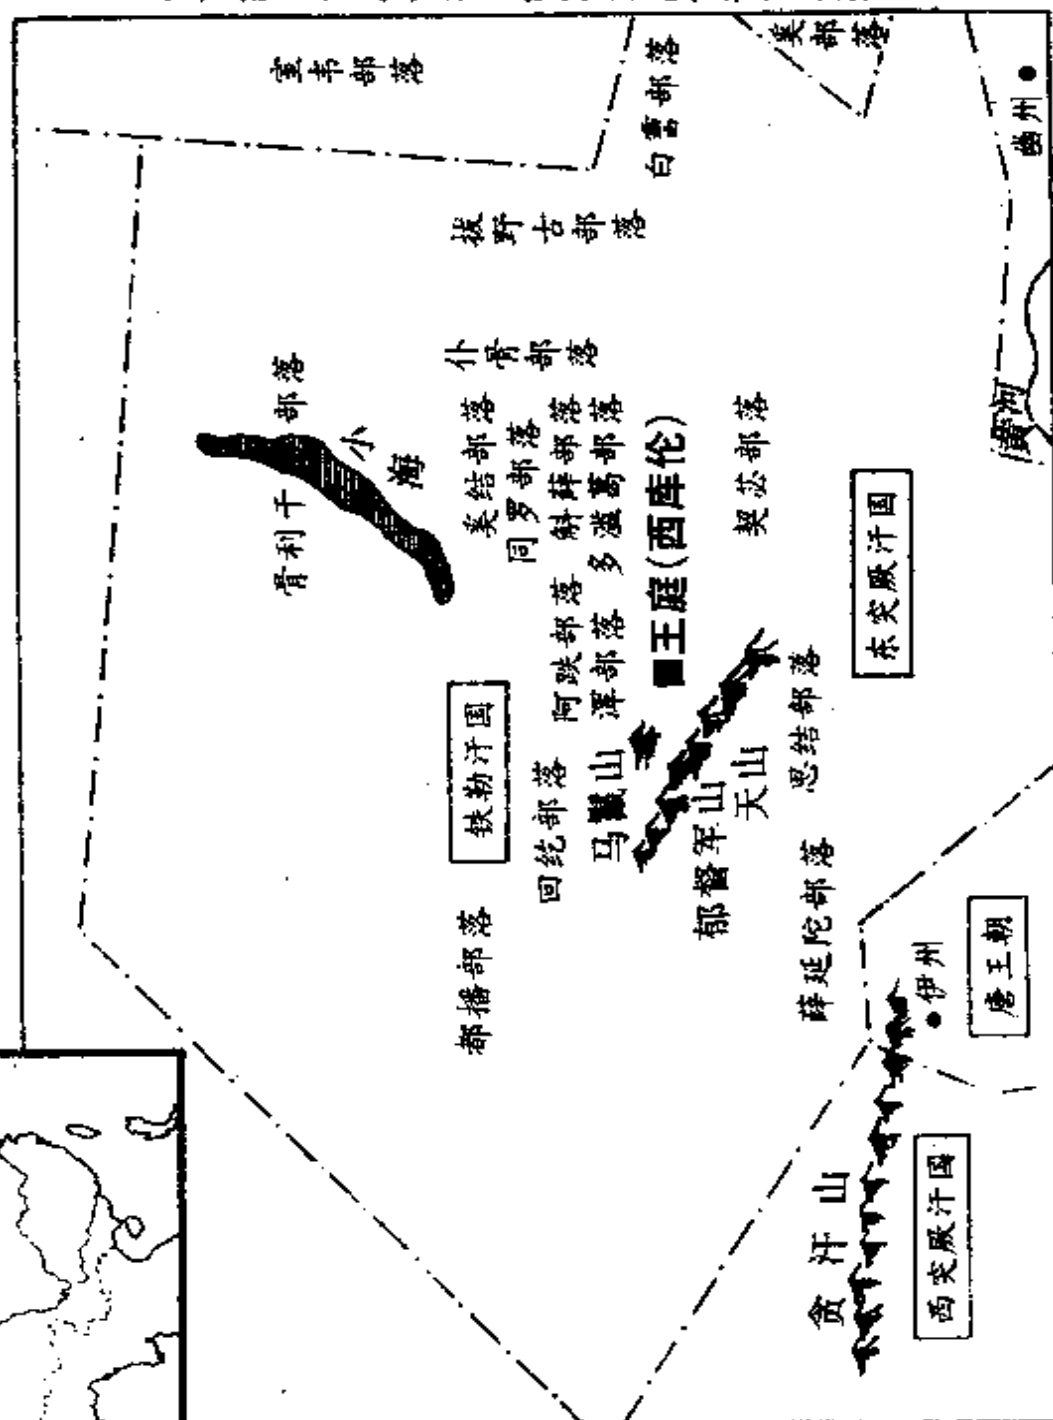 室韦部落
奚部落
白霫部落
幽州
拔野古部落
仆骨部落
骨利干部落
小海
奚结部落
同罗部落
斛薛部落
多滥葛部落
阿跌部落
浑部落
王庭(西库伦)
契苾部落
黄河
东突厥汗国
铁勒汗国
回纥部落
马鬣山
郁督军山
天山
思结部落
都播部落
薛延陀部落
伊州
唐王朝
贪汗山
西突厥汗国